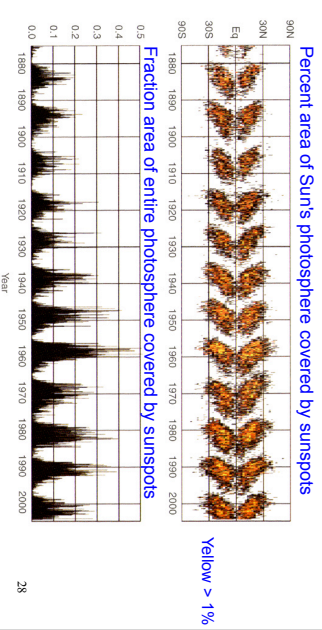 Percent area of Sun's photosphere covered by sunspots
90N
30N
Eq
30S
90S
1880 1890 1900 1910 1920 1930 1940 1950 1960 1970 1980 1990 2000
Yellow > 1%
Fraction area of entire photosphere covered by sunspots
0.5
0.4
0.3
0.2
0.1
0.0
1880 1890 1900 1910 1920 1930 1940 1950 1960 1970 1980 1990 2000
Year
28